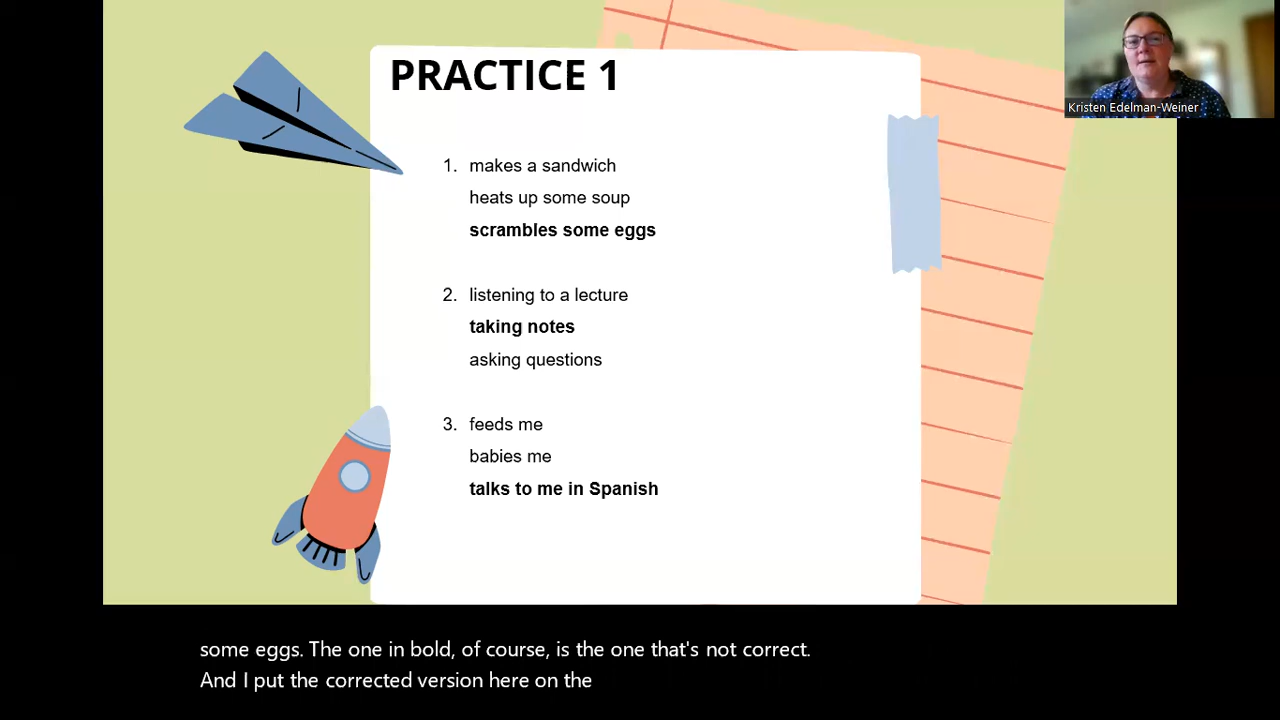 PRACTICE 1
Kristen Edelman-Weiner
1. makes a sandwich
heats up some soup
scrambles some eggs
2. listening to a lecture
taking notes
asking questions
3. feeds me
babies me
talks to me in Spanish
some eggs. The one in bold, of course, is the one that's not correct.
And I put the corrected version here on the